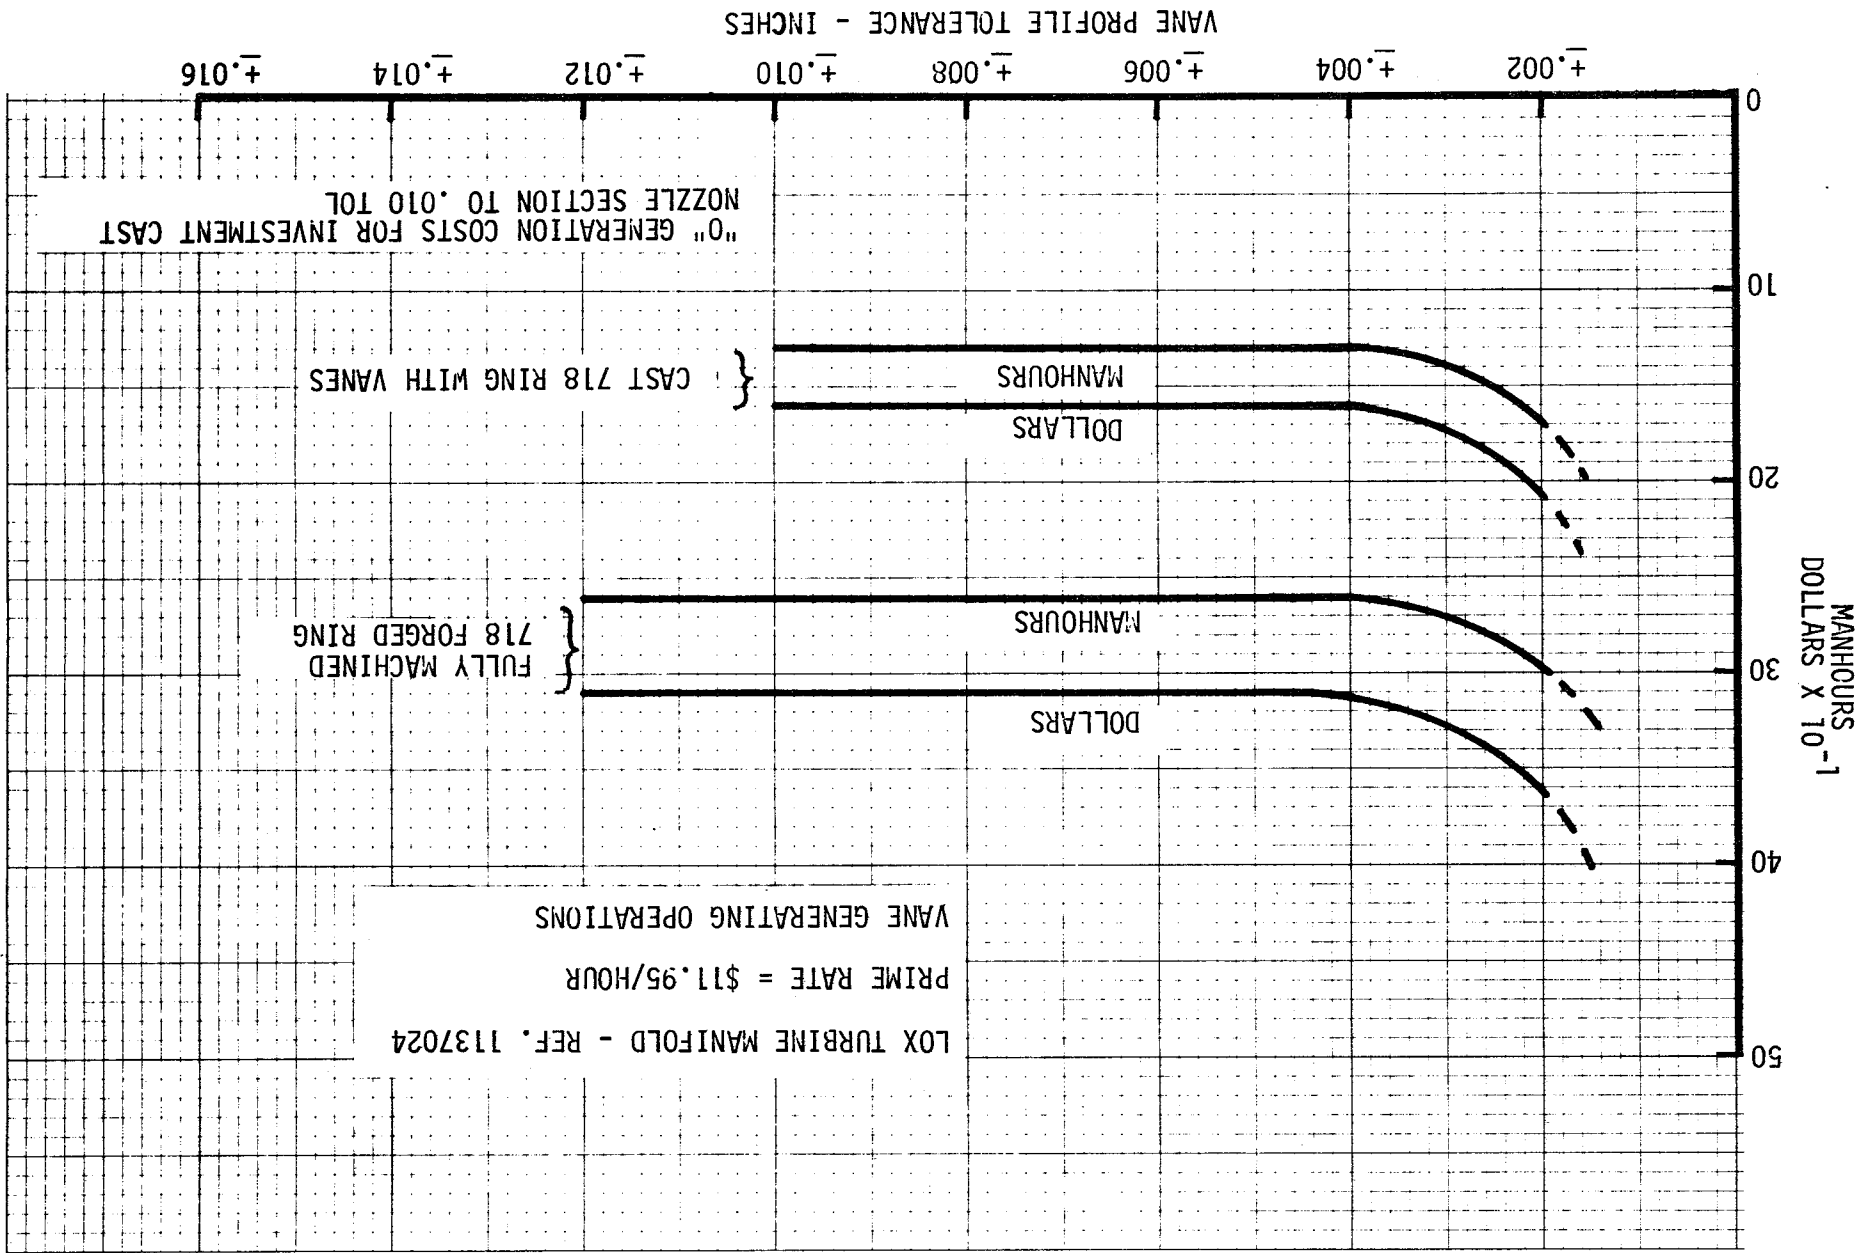 LOX TURBINE MANIFOLD - REF. 1137024
PRIME RATE = $11.95/HOUR
VANE GENERATING OPERATIONS
MANHOURS
DOLLARS X 10-1
50
40
30
20
10
0
DOLLARS
MANHOURS
FULLY MACHINED
718 FORGED RING
DOLLARS
MANHOURS
CAST 718 RING WITH VANES
"O" GENERATION COSTS FOR INVESTMENT CAST
NOZZLE SECTION TO .010 TOL
±.002 ±.004 ±.006 ±.008 ±.010 ±.012 ±.014 ±.016
VANE PROFILE TOLERANCE - INCHES